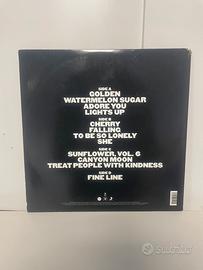 SIDE A
GOLDEN
WATERMELON SUGAR
ADORE YOU
LIGHTS UP
SIDE B
CHERRY
FALLING
TO BE SO LONELY
SHE
SIDE C
SUNFLOWER, VOL. 6
CANYON MOON
TREAT PEOPLE WITH KINDNESS
SIDE D
FINE LINE
subito.it